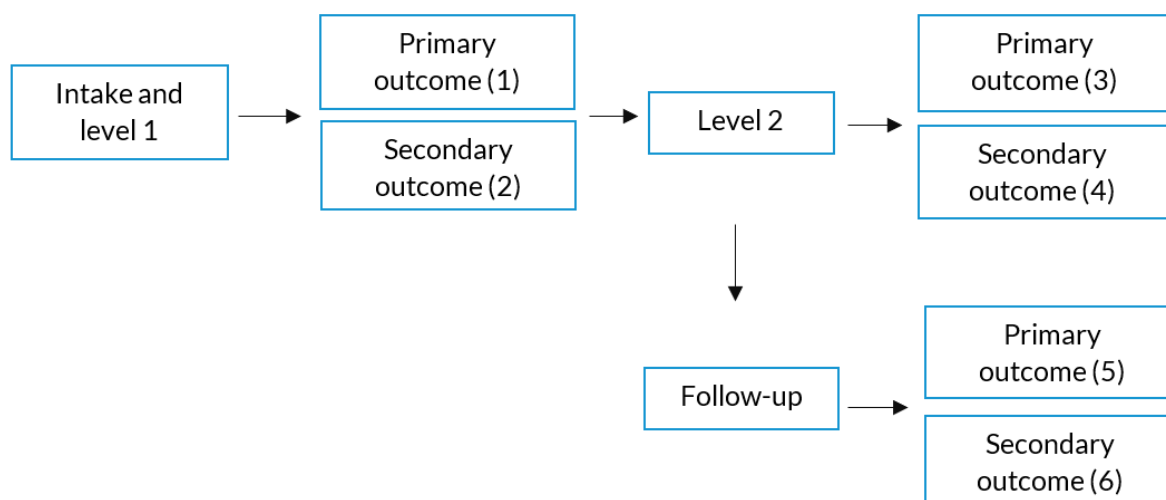 Intake and
level 1
Primary
outcome (1)
Secondary
outcome (2)
Level 2
Primary
outcome (3)
Secondary
outcome (4)
Follow-up
Primary
outcome (5)
Secondary
outcome (6)